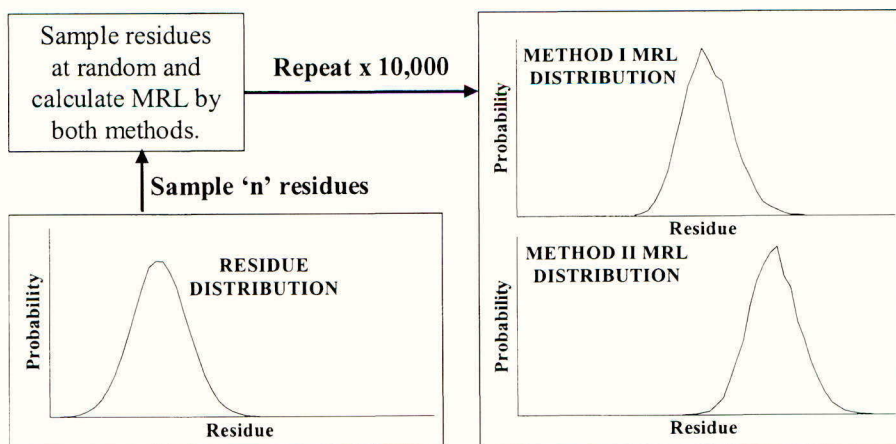 Sample residues
at random and
calculate MRL by
both methods.
Repeat x 10,000
Sample ‘n’ residues
RESIDUE
DISTRIBUTION
Probability
Residue
METHOD I MRL
DISTRIBUTION
Probability
Residue
METHOD II MRL
DISTRIBUTION
Probability
Residue